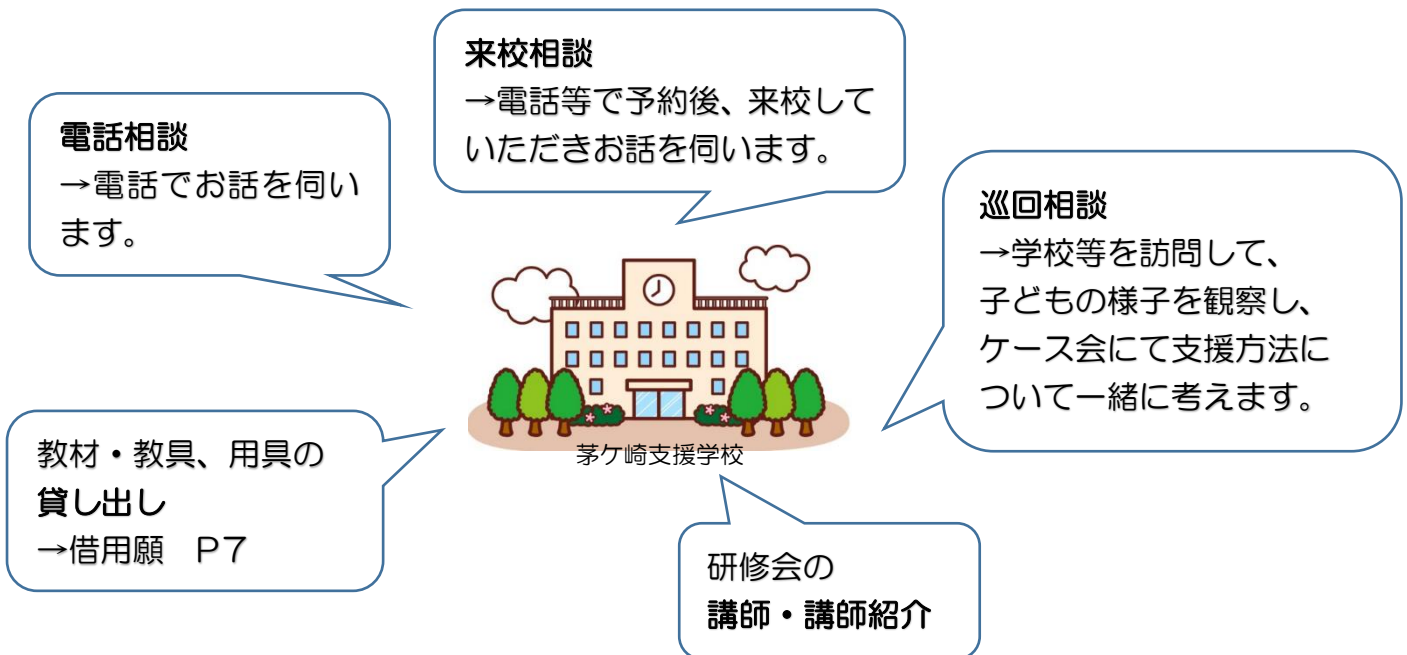 来校相談
→電話等で予約後、来校して
いただきお話を伺います。
電話相談
→電話でお話を伺い
ます。
巡回相談
→学校等を訪問して、
子どもの様子を観察し、
ケース会にて支援方法に
ついて一緒に考えます。
茅ケ崎支援学校
教材・教具、用具の
貸し出し
→借用願　P7
研修会の
講師・講師紹介